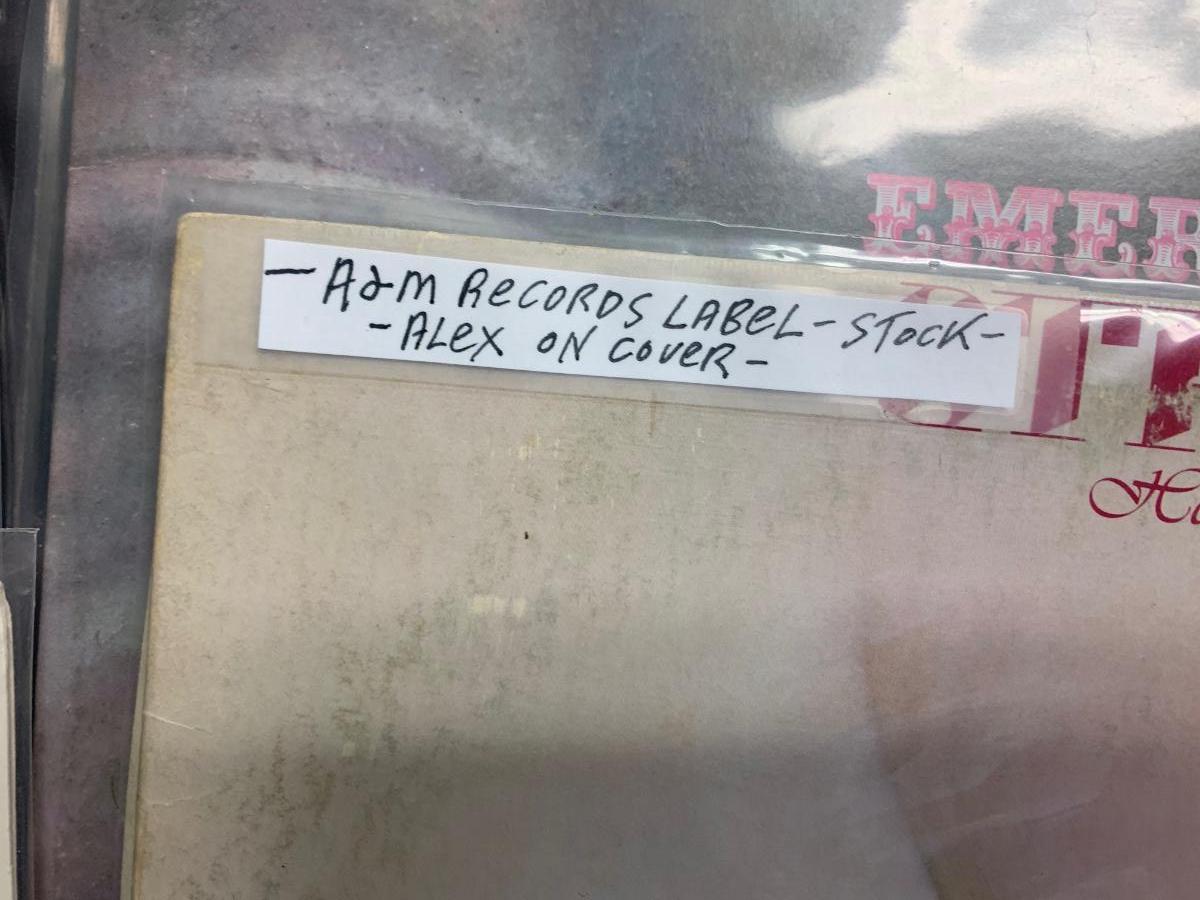 EMER
— A&M RECORDS LABEL - STOCK -
- ALEX ON COVER -